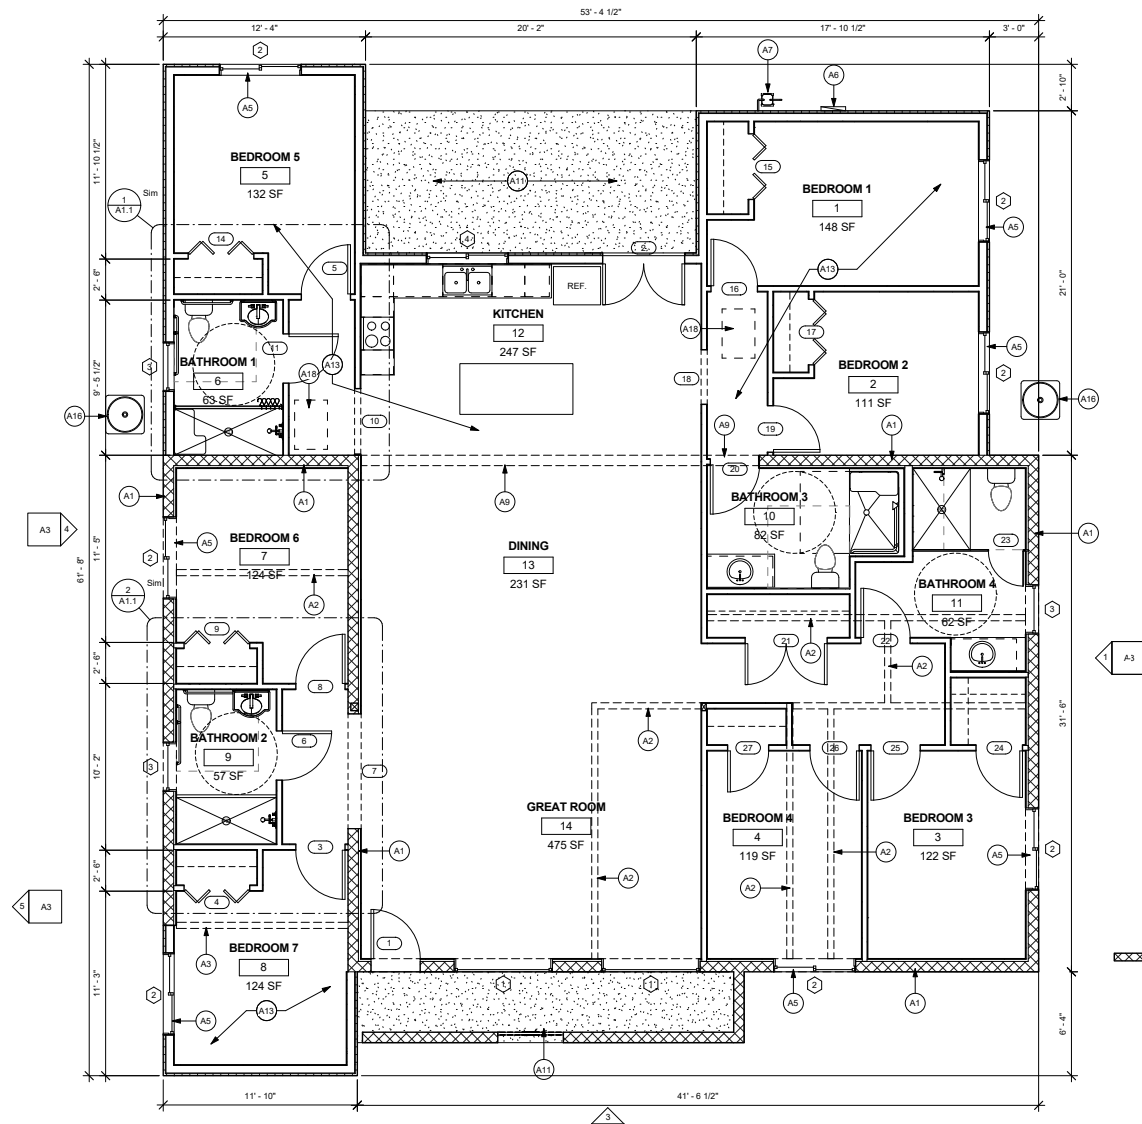 53' - 4 1/2"
12' - 4"
20' - 2"
17' - 10 1/2"
3' - 0"
2
A7
A6
A5
2' - 10"
11' - 10 1/2"
BEDROOM 5
5
132 SF
Sim
1
A1.1
A11
15
BEDROOM 1
1
148 SF
2
A5
14
4
2
5
A13
2' - 6"
16
21' - 0"
REF.
KITCHEN
12
247 SF
A18
17
11
A5
BATHROOM 1
6
63 SF
3
A18
A13
18
BEDROOM 2
2
111 SF
2
9' - 5 1/2"
A16
A16
10
A9
19
A1
A1
A1
A9
20
BATHROOM 3
10
82 SF
A3
4
A5
2
BEDROOM 6
7
124 SF
11' - 5"
61' - 8"
DINING
13
231 SF
A1
23
BATHROOM 4
11
62 SF
3
2
A1.1
Sim
A2
9
A2
21
22
A2
1
A3
2' - 6"
8
31' - 6"
BATHROOM 2
9
57 SF
6
3
10' - 2"
7
A2
27
26
25
24
GREAT ROOM
14
475 SF
BEDROOM 4
4
119 SF
BEDROOM 3
3
122 SF
3
A1
A2
A5
2
2' - 6"
A2
A2
5
A3
4
A3
1
BEDROOM 7
8
124 SF
2
A5
A13
11' - 3"
1
1
A5
2
A1
6' - 4"
A11
11' - 10"
41' - 6 1/2"
3